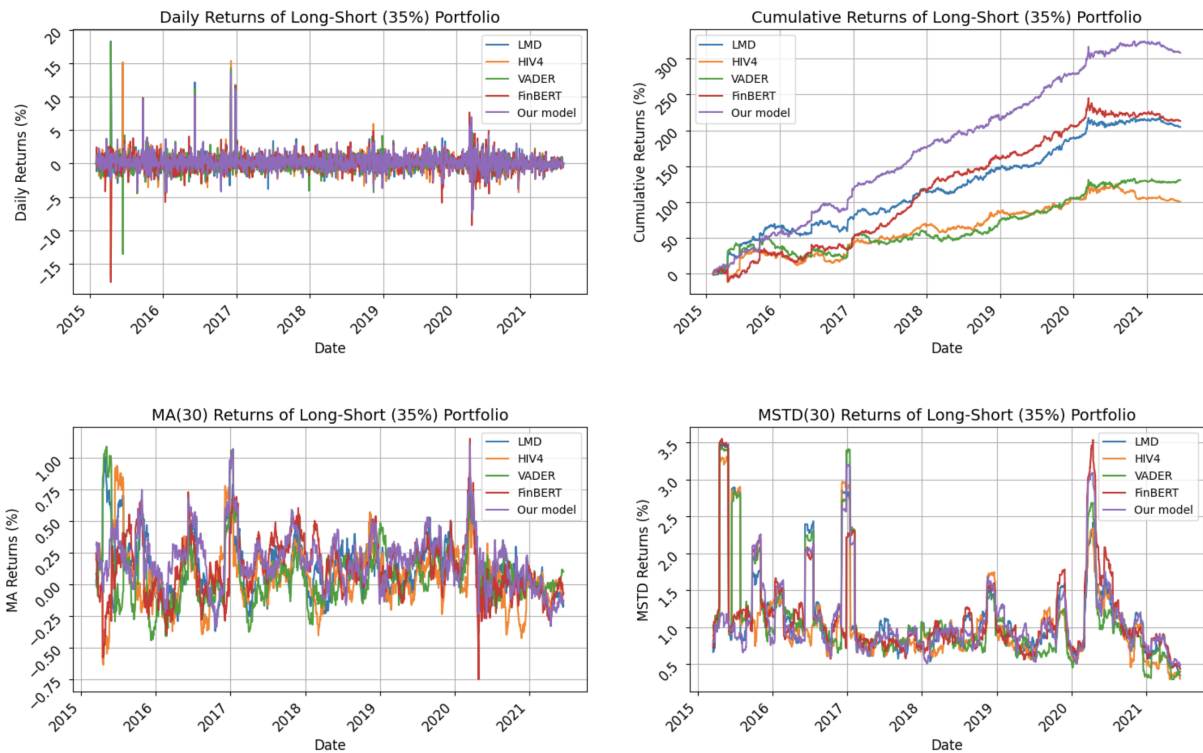 Daily Returns of Long-Short (35%) Portfolio
20
15
10
5
0
−5
−10
−15
Daily Returns (%)
LMD
HIV4
VADER
FinBERT
Our model
2015
2016
2017
2018
2019
2020
2021
Date
Cumulative Returns of Long-Short (35%) Portfolio
300
250
200
150
100
50
0
Cumulative Returns (%)
LMD
HIV4
VADER
FinBERT
Our model
2015
2016
2017
2018
2019
2020
2021
Date
MA(30) Returns of Long-Short (35%) Portfolio
1.00
0.75
0.50
0.25
0.00
−0.25
−0.50
−0.75
MA Returns (%)
LMD
HIV4
VADER
FinBERT
Our model
2015
2016
2017
2018
2019
2020
2021
Date
MSTD(30) Returns of Long-Short (35%) Portfolio
3.5
3.0
2.5
2.0
1.5
1.0
0.5
MSTD Returns (%)
LMD
HIV4
VADER
FinBERT
Our model
2015
2016
2017
2018
2019
2020
2021
Date